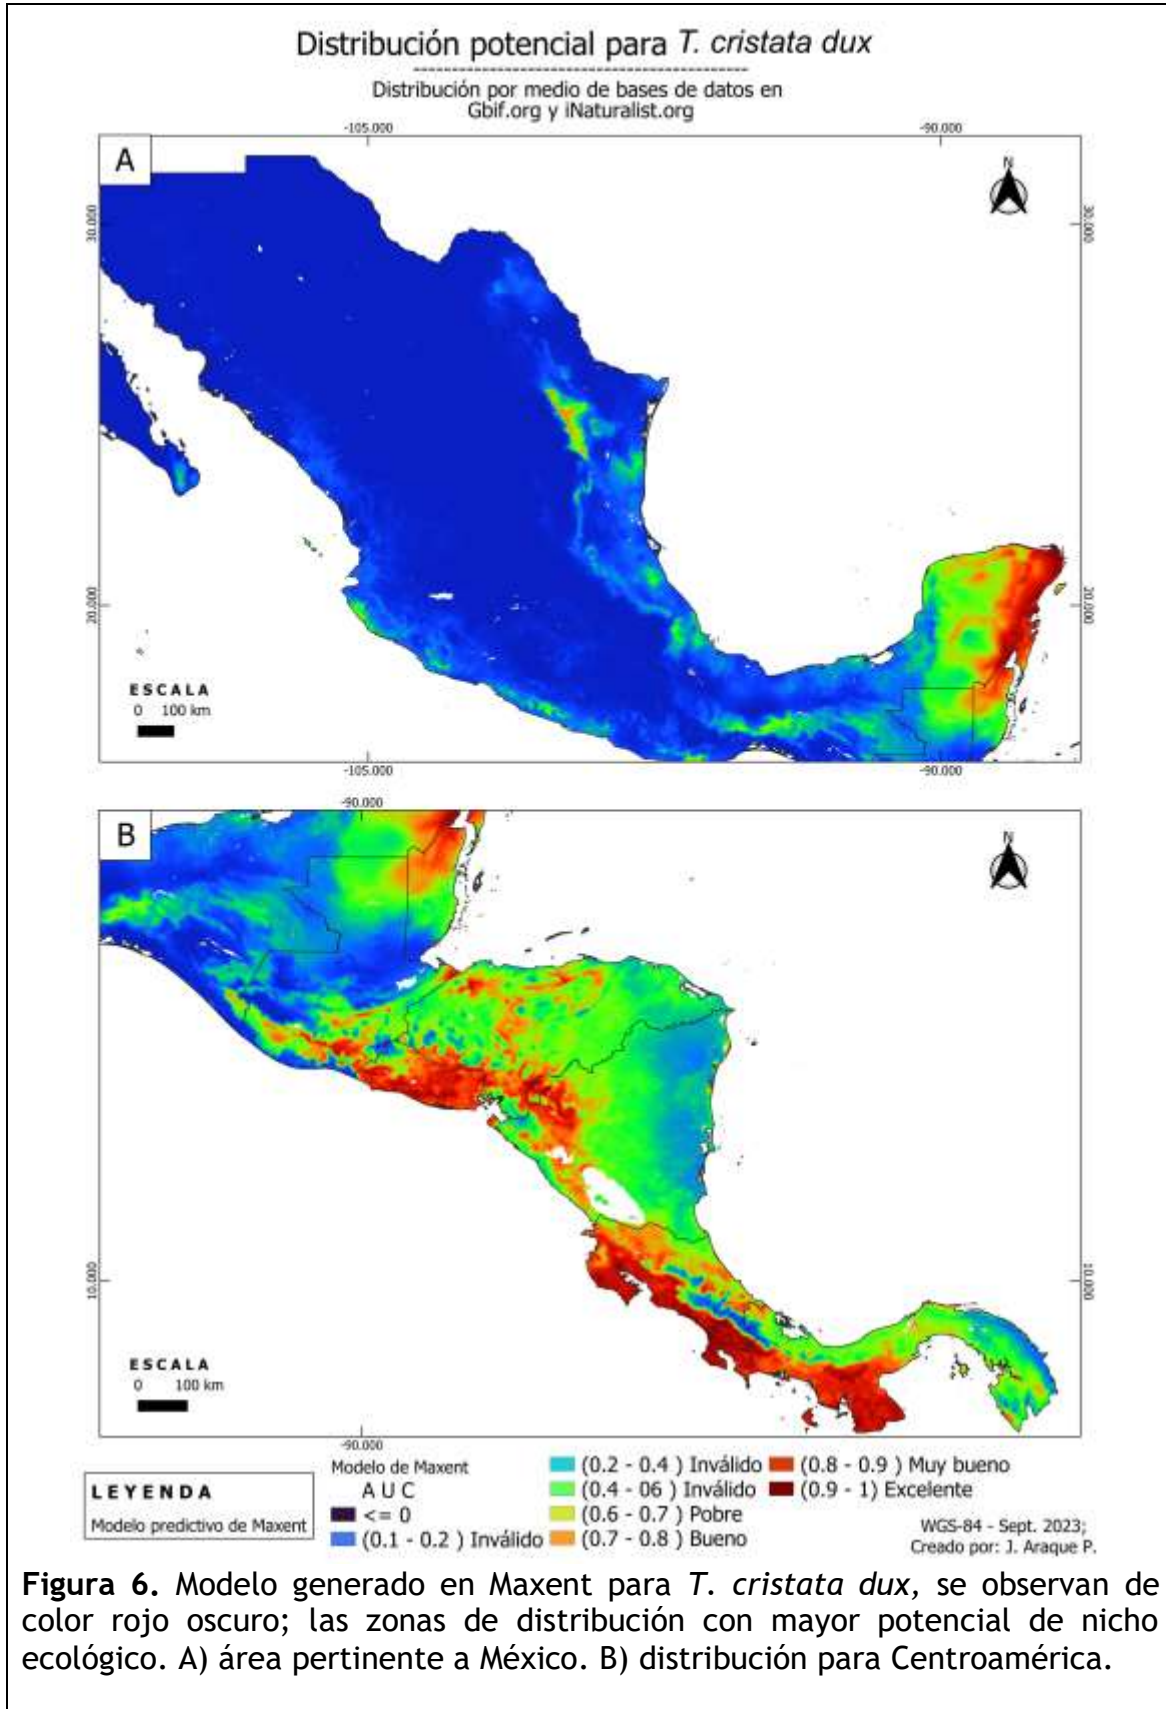 Distribución potencial para T. cristata dux
--------------------------------------------
Distribución por medio de bases de datos en
Gbif.org y iNaturalist.org
-105.000 -90.000
A
N
30.000 30.000
20.000 20.000
ESCALA
0 100 km
-105.000 -90.000
-90.000
B
N
10.000 10.000
ESCALA
0 100 km
-90.000
LEYENDA
Modelo predictivo de Maxent
Modelo de Maxent
A U C
<= 0
(0.1 - 0.2 ) Inválido
(0.2 - 0.4 ) Inválido
(0.4 - 06 ) Inválido
(0.6 - 0.7 ) Pobre
(0.7 - 0.8 ) Bueno
(0.8 - 0.9 ) Muy bueno
(0.9 - 1) Excelente
WGS-84 - Sept. 2023;
Creado por: J. Araque P.
Figura 6. Modelo generado en Maxent para T. cristata dux, se observan de
color rojo oscuro; las zonas de distribución con mayor potencial de nicho
ecológico. A) área pertinente a México. B) distribución para Centroamérica.